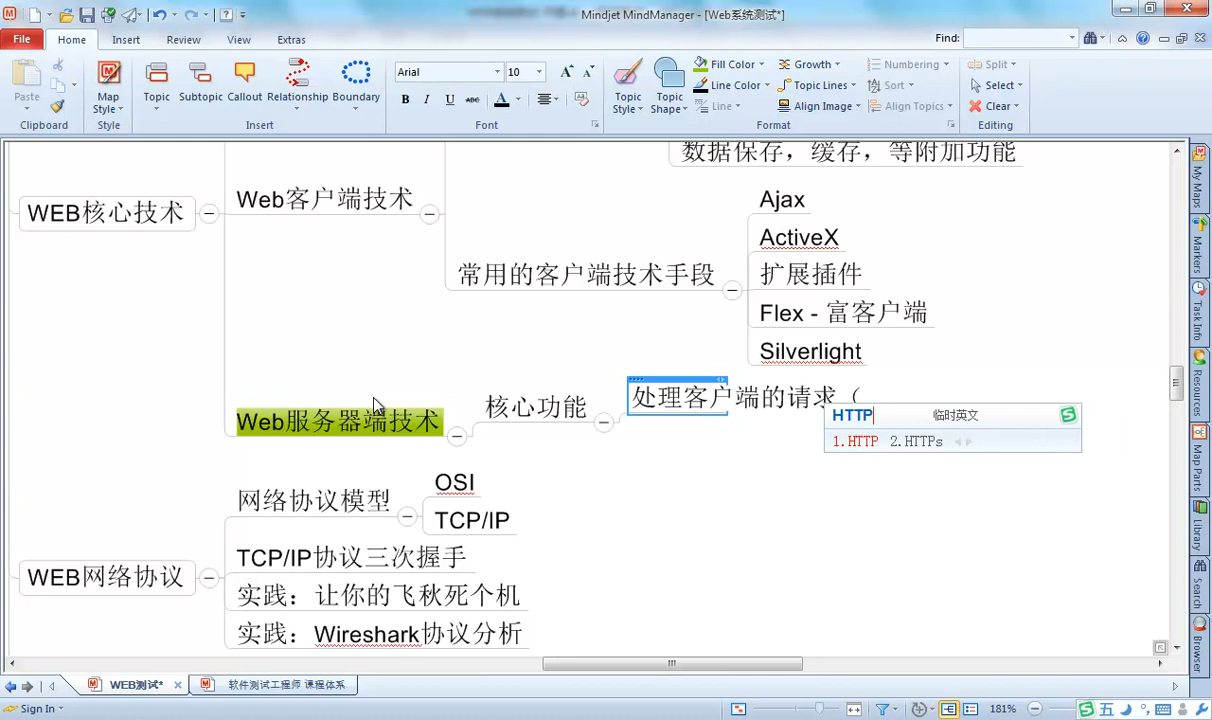 Mindjet MindManager - [Web系统测试*]
File Home Insert Review View Extras Find:
Paste
Map Style
Topic Subtopic Callout Relationship Boundary
Arial 10
B I U abc A
Topic Style
Topic Shape
Fill Color Growth Numbering Split
Line Color Topic Lines Sort Select
Line Align Image Align Topics Clear
Clipboard Style Insert Font Format Editing
数据保存，缓存，等附加功能
WEB核心技术
Web客户端技术
常用的客户端技术手段
Ajax
ActiveX
扩展插件
Flex - 富客户端
Silverlight
Web服务器端技术
核心功能
处理客户端的请求（
HTTP 临时英文
1.HTTP 2.HTTPs
WEB网络协议
网络协议模型
OSI
TCP/IP
TCP/IP协议三次握手
实践：让你的飞秋死个机
实践：Wireshark协议分析
My Maps
Markers
Task Info
Resources
Map Parts
Library
Search
Browser
WEB测试* 软件测试工程师 课程体系
Sign In 181% 五